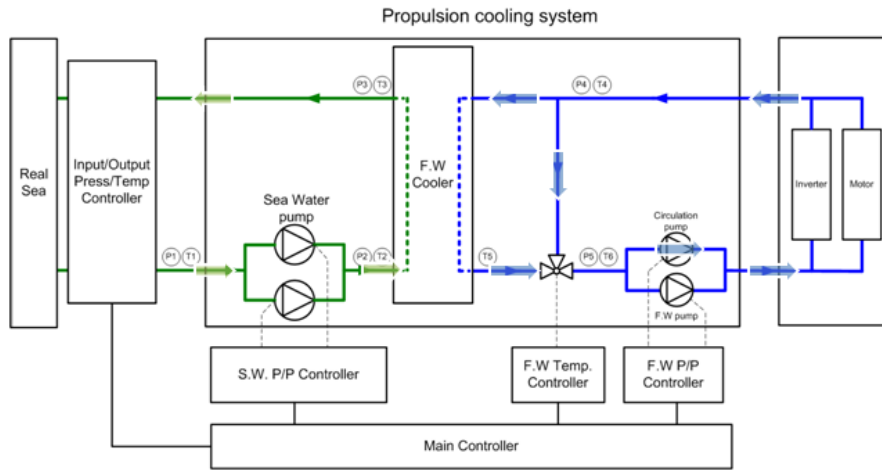 Propulsion cooling system
P3 T3
P4 T4
Real
Sea
Input/Output
Press/Temp
Controller
F.W
Cooler
Inverter
Motor
Sea Water
pump
Circulation
pump
P1 T1
P2 T2
T5
P5 T6
F.W pump
S.W. P/P Controller
F.W Temp.
Controller
F.W P/P
Controller
Main Controller